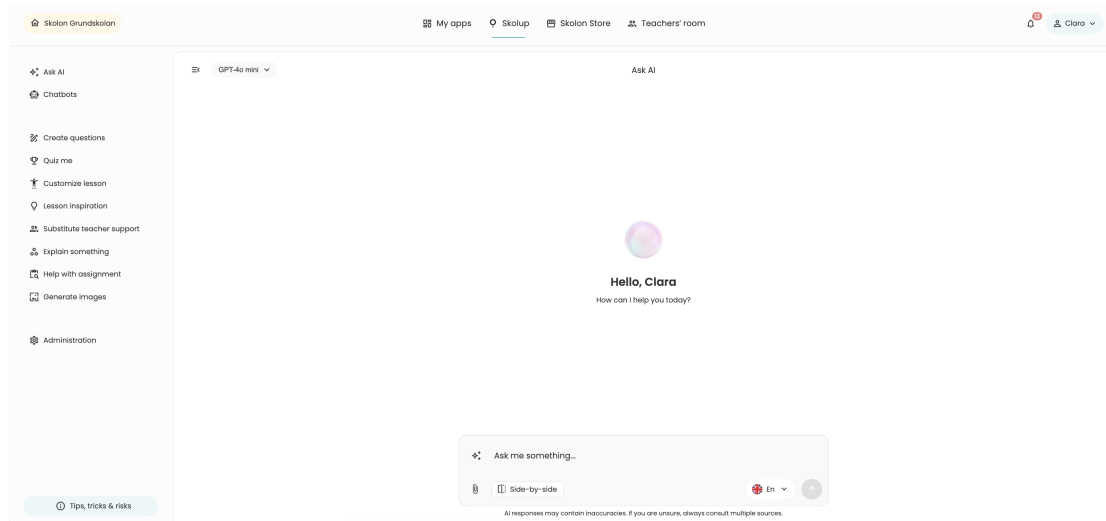 Skolon Grundskolan
My apps
Skolup
Skolon Store
Teachers' room
13
Clara
Ask AI
Chatbots
Create questions
Quiz me
Customize lesson
Lesson inspiration
Substitute teacher support
Explain something
Help with assignment
Generate images
Administration
Tips, tricks & risks
GPT-4o mini
Ask AI
Hello, Clara
How can I help you today?
Ask me something...
Side-by-side
En
AI responses may contain inaccuracies. If you are unsure, always consult multiple sources.